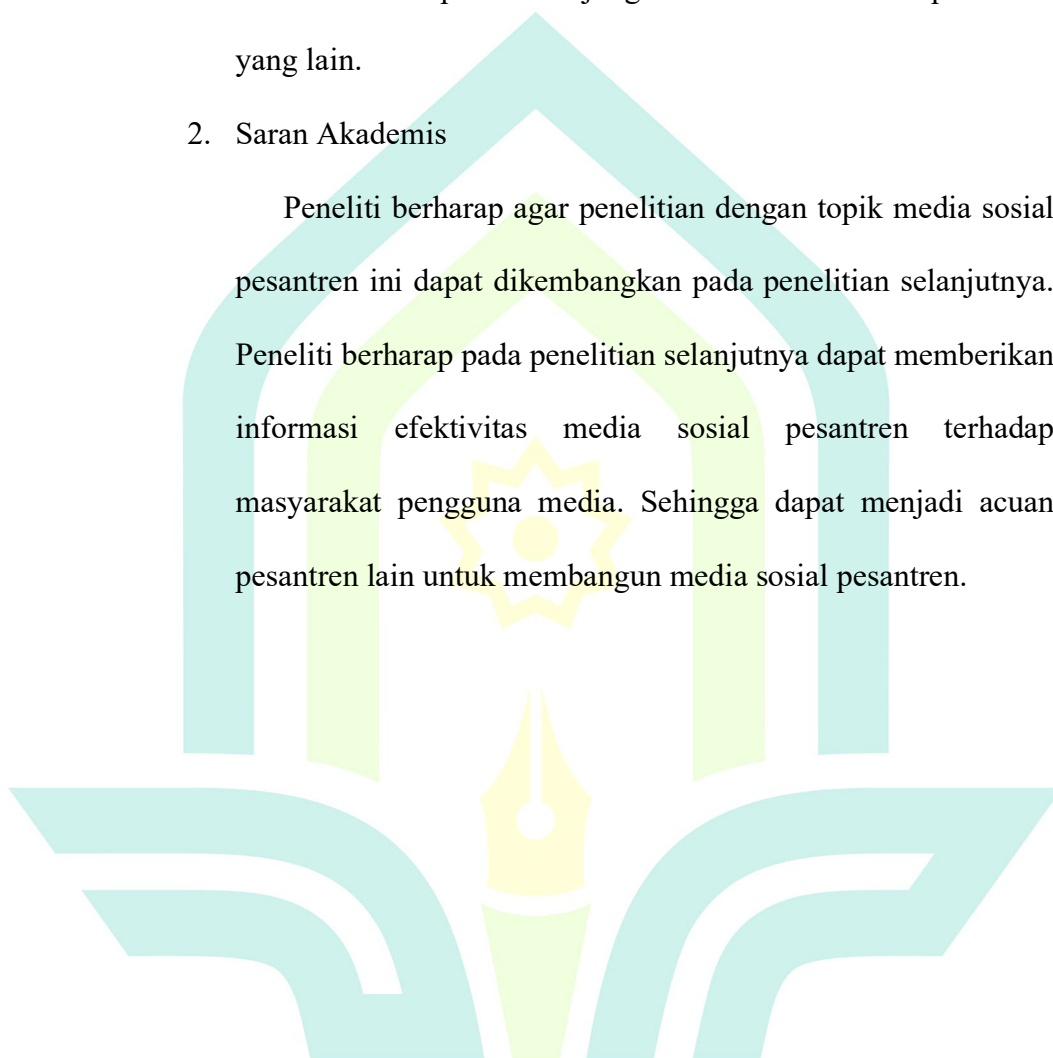 yang lain.
2. Saran Akademis
Peneliti berharap agar penelitian dengan topik media sosial
pesantren ini dapat dikembangkan pada penelitian selanjutnya.
Peneliti berharap pada penelitian selanjutnya dapat memberikan
informasi efektivitas media sosial pesantren terhadap
masyarakat pengguna media. Sehingga dapat menjadi acuan
pesantren lain untuk membangun media sosial pesantren.